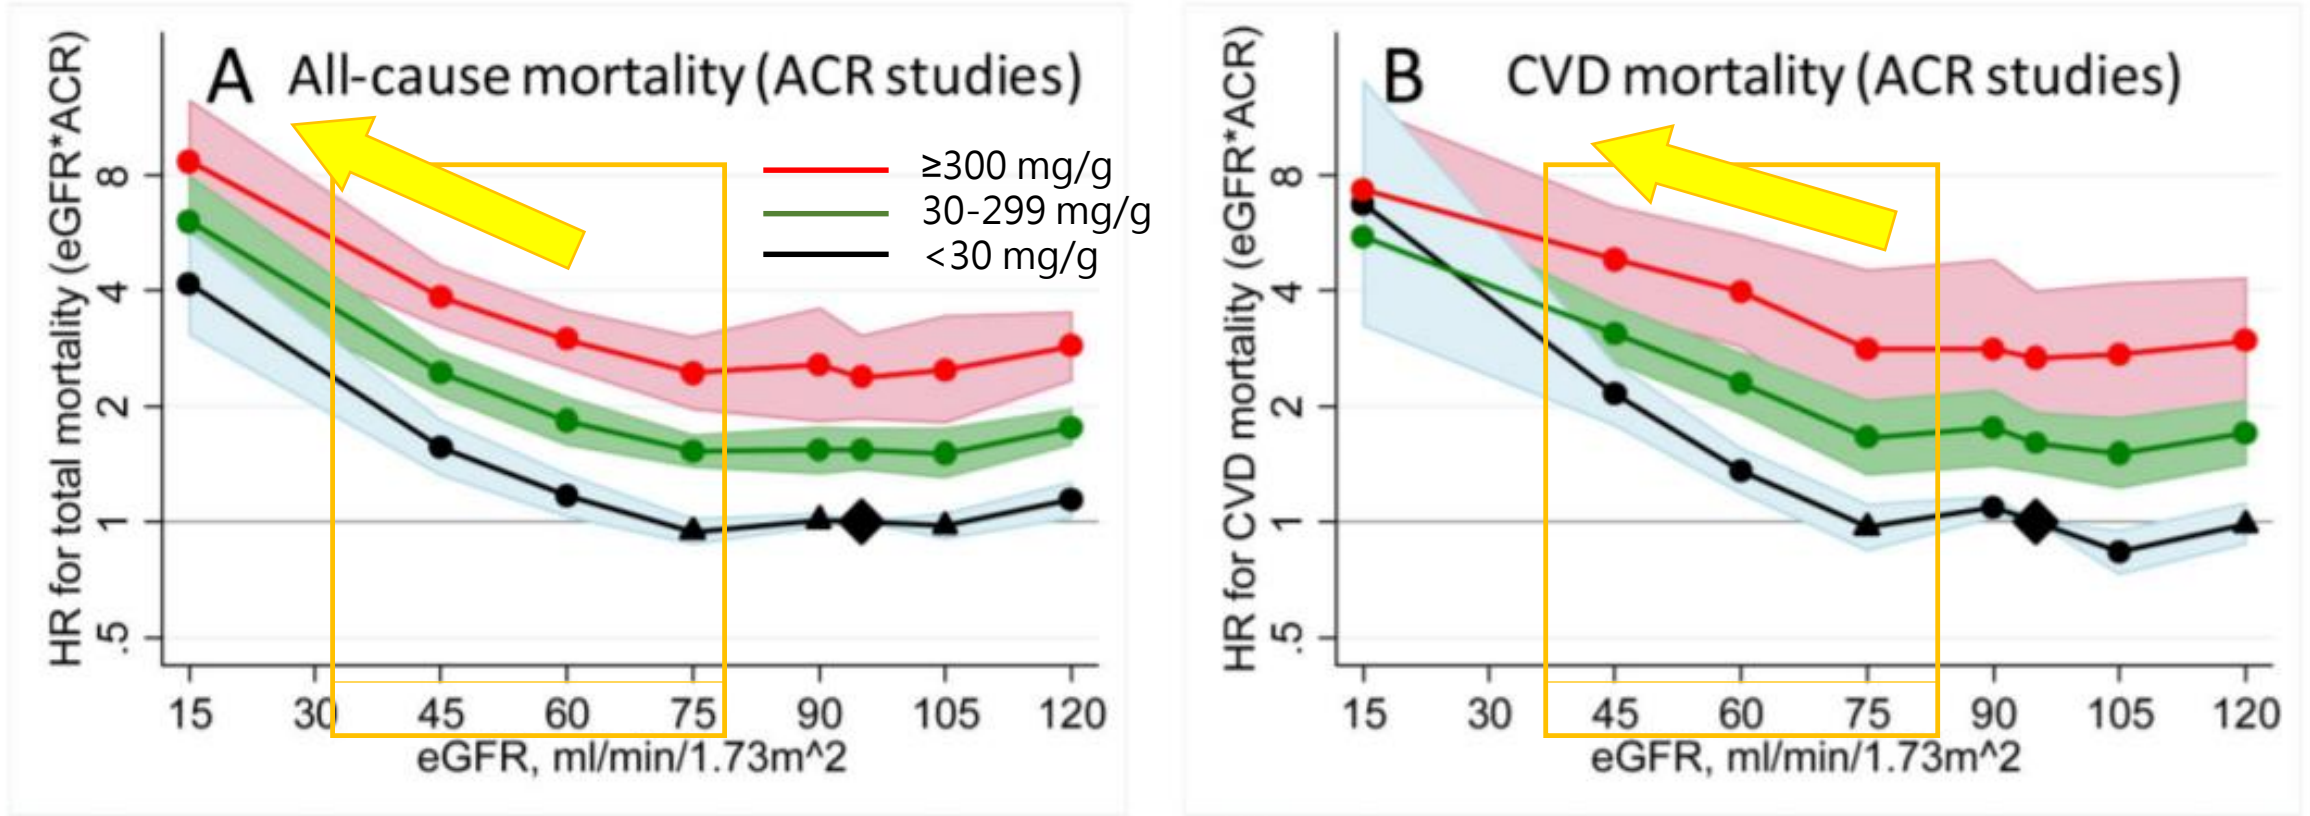 A All-cause mortality (ACR studies)
HR for total mortality (eGFR*ACR)
8
4
2
1
.5
≥300 mg/g
30-299 mg/g
<30 mg/g
15 30 45 60 75 90 105 120
eGFR, ml/min/1.73m^2
B CVD mortality (ACR studies)
HR for CVD mortality (eGFR*ACR)
8
4
2
1
.5
15 30 45 60 75 90 105 120
eGFR, ml/min/1.73m^2